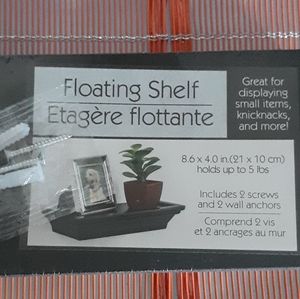 Floating Shelf
Etagère flottante
Great for
displaying
small items,
knicknacks,
and more!
8.6 x 4.0 in.(21 x 10 cm)
holds up to 5 lbs
Includes 2 screws
and 2 wall anchors
Comprend 2 vis
et 2 ancrages au mur